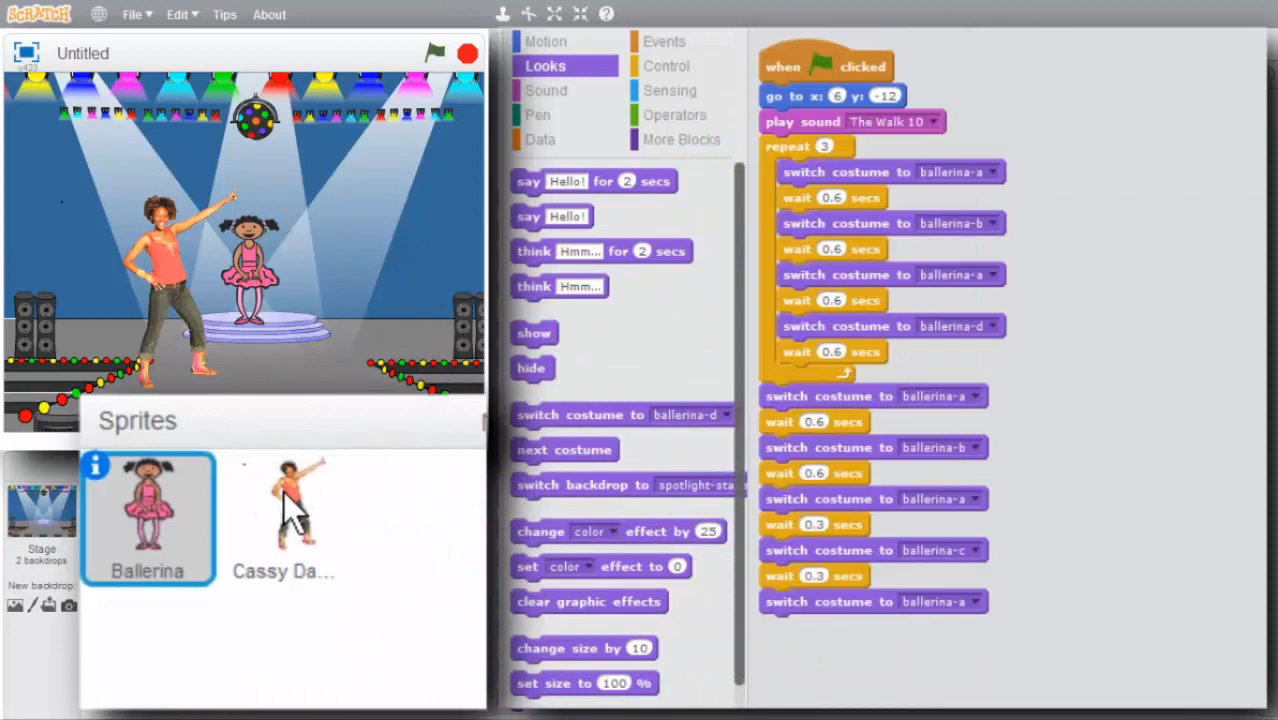 SCRATCH File Edit Tips About
Untitled
v423
Sprites
Ballerina
Cassy Da...
Stage
2 backdrops
New backdrop:
Motion
Looks
Sound
Pen
Data
Events
Control
Sensing
Operators
More Blocks
say Hello! for 2 secs
say Hello!
think Hmm... for 2 secs
think Hmm...
show
hide
switch costume to ballerina-d
next costume
switch backdrop to spotlight-sta
change color effect by 25
set color effect to 0
clear graphic effects
change size by 10
set size to 100 %
when clicked
go to x: 6 y: -12
play sound The Walk 10
repeat 3
switch costume to ballerina-a
wait 0.6 secs
switch costume to ballerina-b
wait 0.6 secs
switch costume to ballerina-a
wait 0.6 secs
switch costume to ballerina-d
wait 0.6 secs
switch costume to ballerina-a
wait 0.6 secs
switch costume to ballerina-b
wait 0.6 secs
switch costume to ballerina-a
wait 0.3 secs
switch costume to ballerina-c
wait 0.3 secs
switch costume to ballerina-a